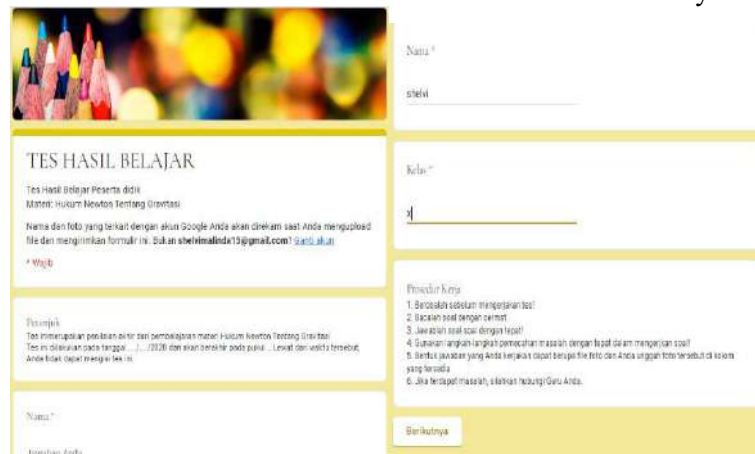 TES HASIL BELAJAR
Tes Hasil Belajar Peserta didik
Materi: Hukum Newton Tentang Gravitasi
Nama dan foto yang terkait dengan akun Google Anda akan direkam saat Anda mengupload
file dan mengirimkan formulir ini. Bukan shelvimalinda15@gmail.com? Ganti akun
* Wajib
Petunjuk
Tes ini merupakan penilaian akhir dari pembelajaran materi Hukum Newton Tentang Gravitasi
Tes ini dilakukan pada tanggal..../..../2020 dan akan berakhir pada pukul ... Lewat dari waktu tersebut,
Anda tidak dapat mengisi tes ini.
Nama *
Jawaban Anda
Nama *
shelvi
Kelas *
x
Prosedur Kerja
1. Berdoalah sebelum mengerjakan tes!
2. Bacalah soal dengan cermat
3. Jawablah soal-soal dengan tepat!
4. Gunakan langkah-langkah pemecahan masalah dengan tepat dalam mengerjakan soal!
5. Bentuk jawaban yang Anda kerjakan dapat berupa file foto dan Anda unggah foto tersebut di kolom
yang tersedia
6. Jika terdapat masalah, silahkan hubungi Guru Anda.
Berikutnya